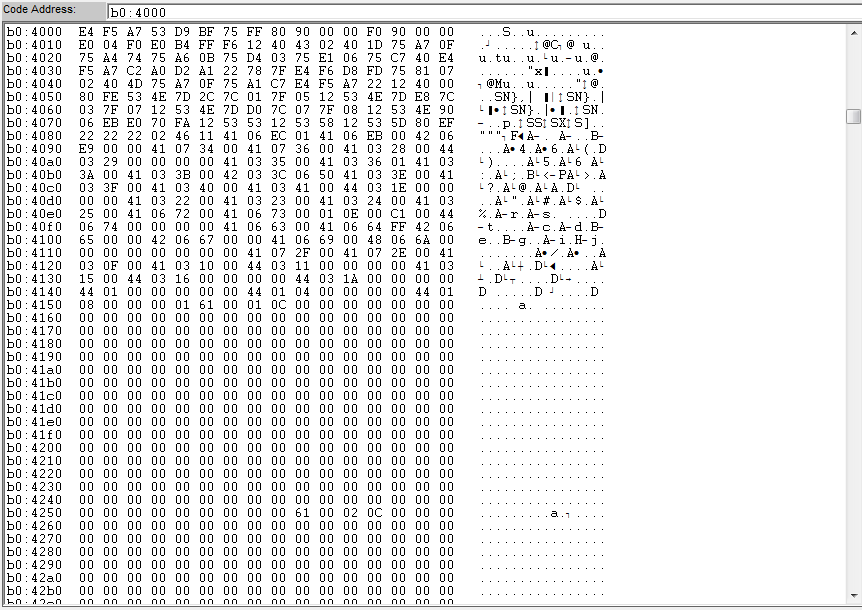 Code Address: b0:4000
b0:4000 E4 F5 A7 53 D9 BF 75 FF 80 90 00 00 F0 90 00 00 ...S..u.........
b0:4010 E0 04 F0 E0 B4 FF F6 12 40 43 02 40 1D 75 A7 0F
b0:4020 75 A4 74 75 A6 0B 75 D4 03 75 E1 06 75 C7 40 E4
b0:4030 F5 A7 C2 A0 D2 A1 22 78 7F E4 F6 D8 FD 75 81 07
b0:4040 02 40 4D 75 A7 0F 75 A1 C7 E4 F5 A7 22 12 40 00
b0:4050 80 FE 53 4E 7D 2C 7C 01 7F 05 12 53 4E 7D E8 7C
b0:4060 03 7F 07 12 53 4E 7D D0 7C 07 7F 08 12 53 4E 90
b0:4070 06 EB E0 70 FA 12 53 53 12 53 58 12 53 5D 80 EF
b0:4080 22 22 22 02 46 11 41 06 EC 01 41 06 EB 00 42 06
b0:4090 E9 00 00 41 07 34 00 41 07 36 00 41 03 28 00 44
b0:40a0 03 29 00 00 00 00 41 03 35 00 41 03 36 01 41 03
b0:40b0 3A 00 41 03 3B 00 42 03 3C 06 50 41 03 3E 00 41
b0:40c0 03 3F 00 41 03 40 00 41 03 41 00 44 03 1E 00 00
b0:40d0 00 00 41 03 22 00 41 03 23 00 41 03 24 00 41 03
b0:40e0 25 00 41 06 72 00 41 06 73 00 01 0E 00 C1 00 44
b0:40f0 06 74 00 00 00 00 41 06 63 00 41 06 64 FF 42 06
b0:4100 65 00 00 42 06 67 00 00 41 06 69 00 48 06 6A 00
b0:4110 00 00 00 00 00 00 00 41 07 2F 00 41 07 2E 00 41
b0:4120 03 0F 00 41 03 10 00 44 03 11 00 00 00 00 41 03
b0:4130 15 00 44 03 16 00 00 00 00 44 03 1A 00 00 00 00
b0:4140 44 01 00 00 00 00 00 44 01 04 00 00 00 00 44 01
b0:4150 08 00 00 00 00 01 61 00 01 0C 00 00 00 00 00 00
b0:4160 00 00 00 00 00 00 00 00 00 00 00 00 00 00 00 00 ................
b0:4170 00 00 00 00 00 00 00 00 00 00 00 00 00 00 00 00 ................
b0:4180 00 00 00 00 00 00 00 00 00 00 00 00 00 00 00 00 ................
b0:4190 00 00 00 00 00 00 00 00 00 00 00 00 00 00 00 00 ................
b0:41a0 00 00 00 00 00 00 00 00 00 00 00 00 00 00 00 00 ................
b0:41b0 00 00 00 00 00 00 00 00 00 00 00 00 00 00 00 00 ................
b0:41c0 00 00 00 00 00 00 00 00 00 00 00 00 00 00 00 00 ................
b0:41d0 00 00 00 00 00 00 00 00 00 00 00 00 00 00 00 00 ................
b0:41e0 00 00 00 00 00 00 00 00 00 00 00 00 00 00 00 00 ................
b0:41f0 00 00 00 00 00 00 00 00 00 00 00 00 00 00 00 00 ................
b0:4200 00 00 00 00 00 00 00 00 00 00 00 00 00 00 00 00 ................
b0:4210 00 00 00 00 00 00 00 00 00 00 00 00 00 00 00 00 ................
b0:4220 00 00 00 00 00 00 00 00 00 00 00 00 00 00 00 00 ................
b0:4230 00 00 00 00 00 00 00 00 00 00 00 00 00 00 00 00 ................
b0:4240 00 00 00 00 00 00 00 00 00 00 00 00 00 00 00 00 ................
b0:4250 00 00 00 00 00 00 00 00 00 61 00 02 0C 00 00 00
b0:4260 00 00 00 00 00 00 00 00 00 00 00 00 00 00 00 00 ................
b0:4270 00 00 00 00 00 00 00 00 00 00 00 00 00 00 00 00 ................
b0:4280 00 00 00 00 00 00 00 00 00 00 00 00 00 00 00 00 ................
b0:4290 00 00 00 00 00 00 00 00 00 00 00 00 00 00 00 00 ................
b0:42a0 00 00 00 00 00 00 00 00 00 00 00 00 00 00 00 00 ................
b0:42b0 00 00 00 00 00 00 00 00 00 00 00 00 00 00 00 00 ................